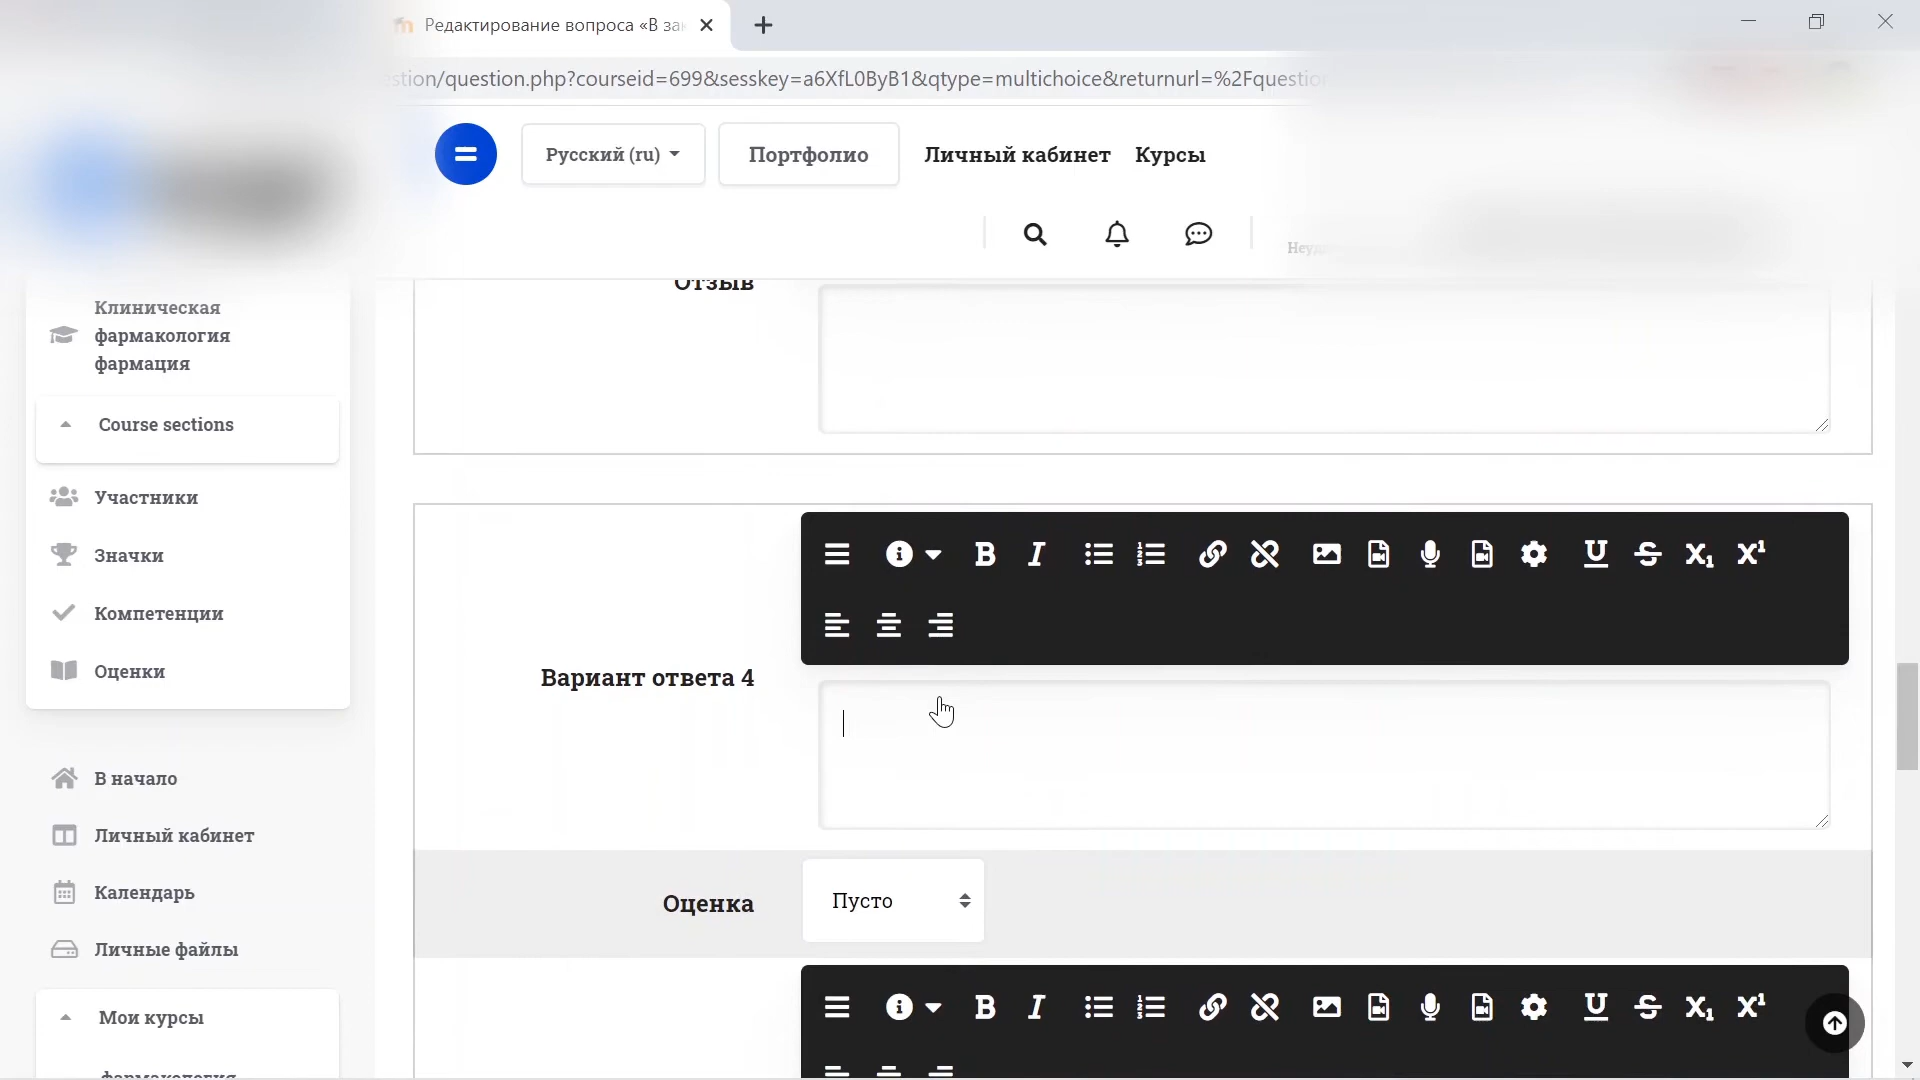 Редактирование вопроса «В за
stion/question.php?courseid=699&sesskey=a6XfL0ByB1&qtype=multichoice&returnurl=%2Fquestion
Русский (ru)
Портфолио
Личный кабинет
Курсы
Отзыв
Клиническая
фармакология
фармация
Course sections
Участники
Значки
Компетенции
Оценки
В начало
Личный кабинет
Календарь
Личные файлы
Мои курсы
фармакология
Вариант ответа 4
Оценка
Пусто